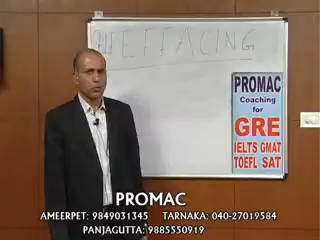 EFFACING
PROMAC
Coaching
for
GRE
IELTS GMAT
TOEFL SAT
PROMAC
AMEERPET: 9849031345 TARNAKA: 040-27019584
PANJAGUTTA: 9885550919